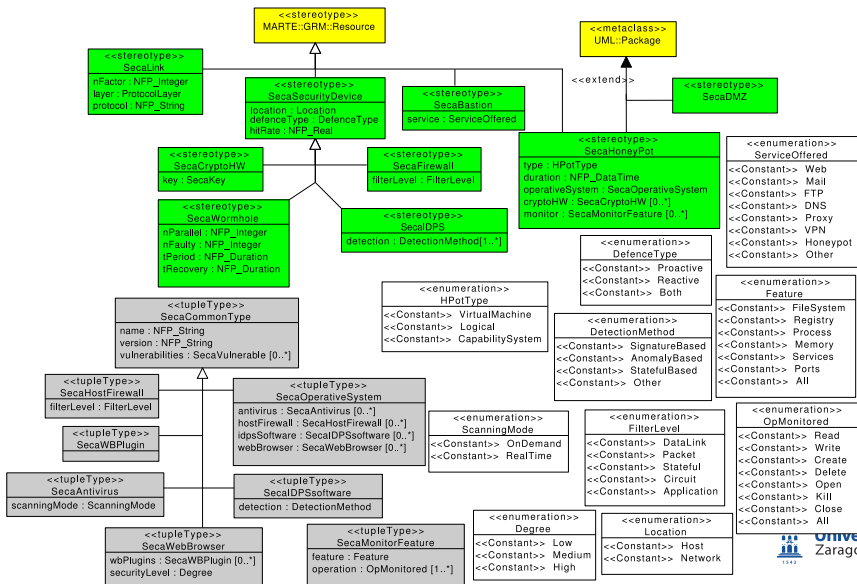 <<stereotype>>
MARTE::GRM::Resource
<<metaclass>>
UML::Package
<<extend>>
<<stereotype>>
SecaLink
nFactor : NFP_Integer
layer : ProtocolLayer
protocol : NFP_String
<<stereotype>>
SecaSecurityDevice
location : Location
defenceType : DefenceType
hitRate : NFP_Real
<<stereotype>>
SecaBastion
service : ServiceOffered
<<stereotype>>
SecaDMZ
<<stereotype>>
SecaHoneyPot
type : HPotType
duration : NFP_DataTime
operativeSystem : SecaOperativeSystem
cryptoHW : SecaCryptoHW [0..*]
monitor : SecaMonitorFeature [0..*]
<<stereotype>>
SecaCryptoHW
key : SecaKey
<<stereotype>>
SecaFirewall
filterLevel : FilterLevel
<<stereotype>>
SecaWormhole
nParallel : NFP_Integer
nFaulty : NFP_Integer
tPeriod : NFP_Duration
tRecovery : NFP_Duration
<<stereotype>>
SecaIDPS
detection : DetectionMethod[1..*]
<<enumeration>>
ServiceOffered
<<Constant>> Web
<<Constant>> Mail
<<Constant>> FTP
<<Constant>> DNS
<<Constant>> Proxy
<<Constant>> VPN
<<Constant>> Honeypot
<<Constant>> Other
<<enumeration>>
DefenceType
<<Constant>> Proactive
<<Constant>> Reactive
<<Constant>> Both
<<enumeration>>
HPotType
<<Constant>> VirtualMachine
<<Constant>> Logical
<<Constant>> CapabilitySystem
<<enumeration>>
DetectionMethod
<<Constant>> SignatureBased
<<Constant>> AnomalyBased
<<Constant>> StatefulBased
<<Constant>> Other
<<enumeration>>
Feature
<<Constant>> FileSystem
<<Constant>> Registry
<<Constant>> Process
<<Constant>> Memory
<<Constant>> Services
<<Constant>> Ports
<<Constant>> All
<<tupleType>>
SecaCommonType
name : NFP_String
version : NFP_String
vulnerabilities : SecaVulnerable [0..*]
<<tupleType>>
SecaHostFirewall
filterLevel : FilterLevel
<<tupleType>>
SecaOperativeSystem
antivirus : SecaAntivirus [0..*]
hostFirewall : SecaHostFirewall [0..*]
idpsSoftware : SecaIDPSsoftware [0..*]
webBrowser : SecaWebBrowser [0..*]
<<tupleType>>
SecaWBPlugin
<<tupleType>>
SecaAntivirus
scanningMode : ScanningMode
<<tupleType>>
SecaIDPSsoftware
detection : DetectionMethod
<<tupleType>>
SecaWebBrowser
wbPlugins : SecaWBPlugin [0..*]
securityLevel : Degree
<<tupleType>>
SecaMonitorFeature
feature : Feature
operation : OpMonitored [1..*]
<<enumeration>>
ScanningMode
<<Constant>> OnDemand
<<Constant>> RealTime
<<enumeration>>
FilterLevel
<<Constant>> DataLink
<<Constant>> Packet
<<Constant>> Stateful
<<Constant>> Circuit
<<Constant>> Application
<<enumeration>>
OpMonitored
<<Constant>> Read
<<Constant>> Write
<<Constant>> Create
<<Constant>> Delete
<<Constant>> Open
<<Constant>> Kill
<<Constant>> Close
<<Constant>> All
<<enumeration>>
Degree
<<Constant>> Low
<<Constant>> Medium
<<Constant>> High
<<enumeration>>
Location
<<Constant>> Host
<<Constant>> Network
1542